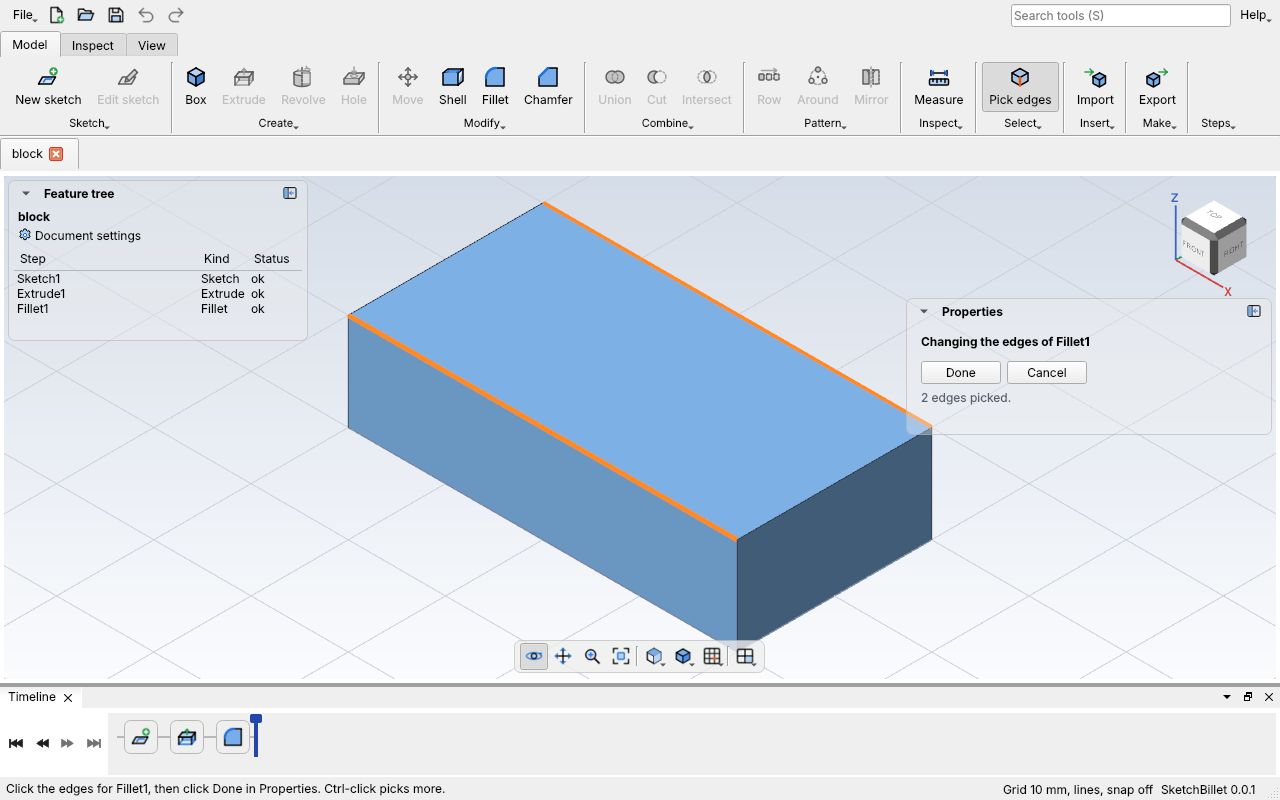 File
Search tools (S)
Help
Model Inspect View
New sketch Edit sketch Box Extrude Revolve Hole Move Shell Fillet Chamfer Union Cut Intersect Row Around Mirror Measure Pick edges Import Export
Sketch Create Modify Combine Pattern Inspect Select Insert Make Steps
block
Feature tree
block
Document settings
Step Kind Status
Sketch1 Sketch ok
Extrude1 Extrude ok
Fillet1 Fillet ok
Z
TOP
FRONT
RIGHT
X
Properties
Changing the edges of Fillet1
Done Cancel
2 edges picked.
Timeline
Click the edges for Fillet1, then click Done in Properties. Ctrl-click picks more.
Grid 10 mm, lines, snap off SketchBillet 0.0.1